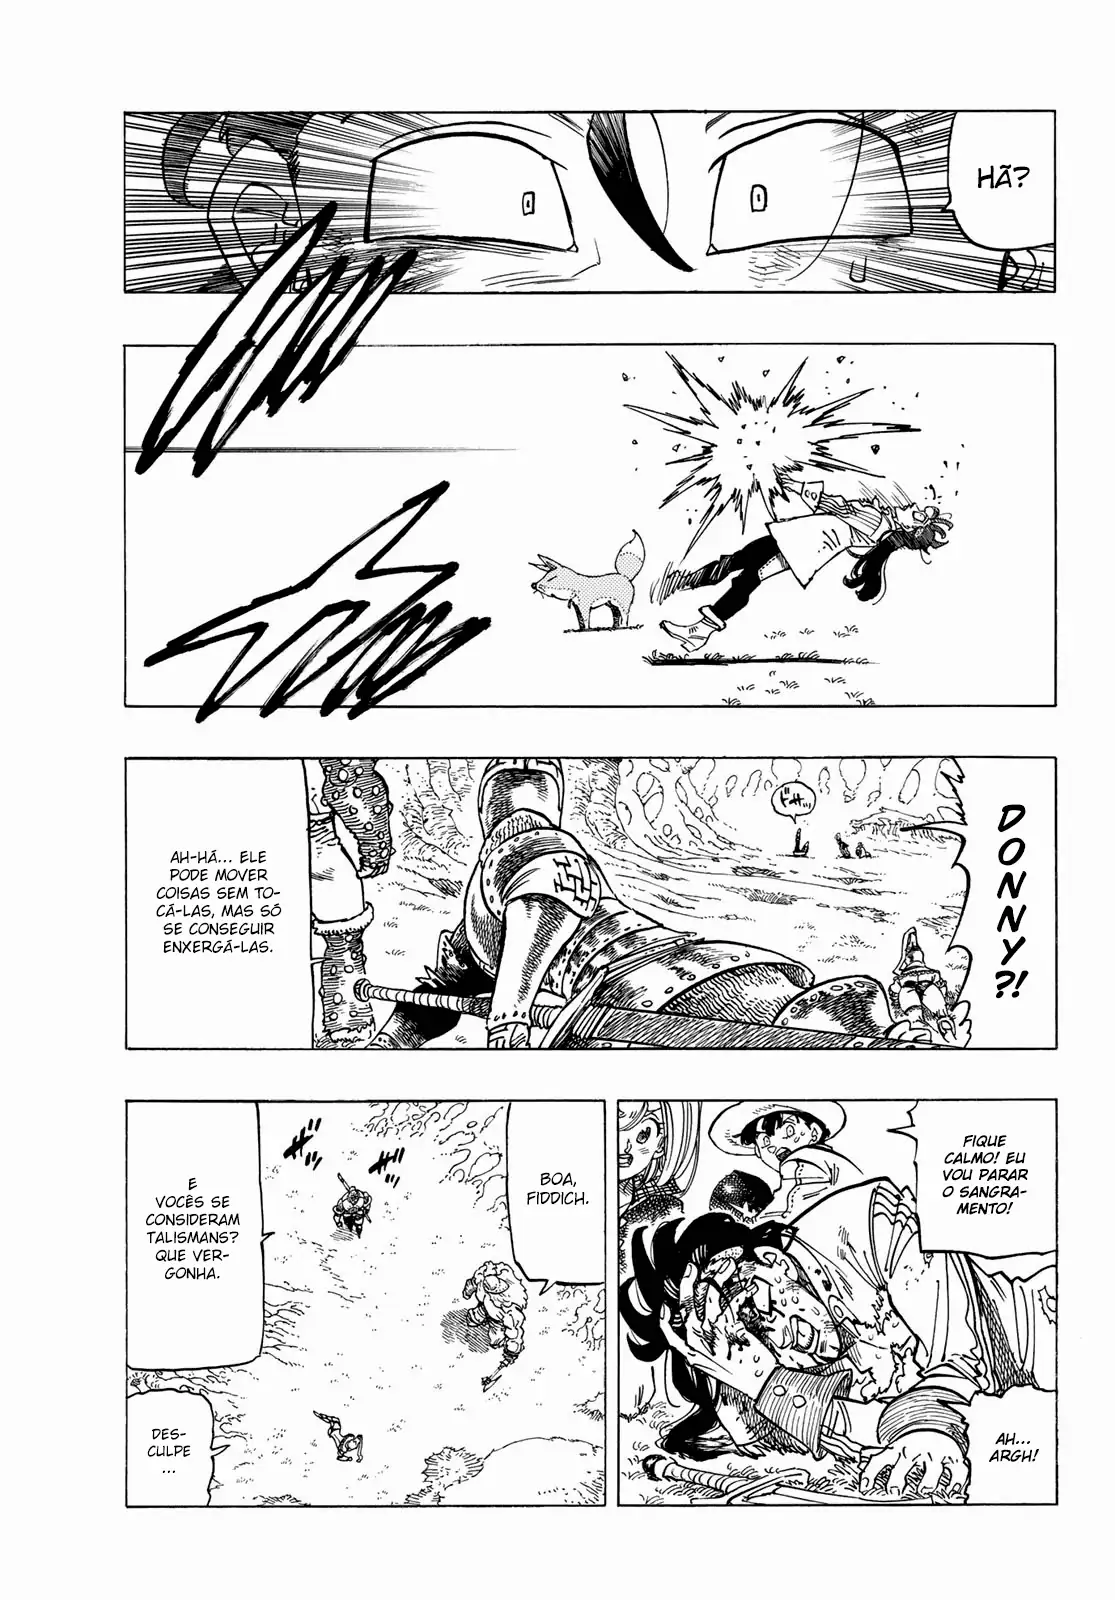 HÃ?
DONNY?!
AH-HÃ... ELE
PODE MOVER
COISAS SEM TO-
CÁ-LAS, MAS SÓ
SE CONSEGUIR
ENXERGÁ-LAS.
FIQUE
CALMO! EU
VOU PARAR
O SANGRA-
MENTO!
AH...
ARGH!
BOA,
FIDDICH.
E
VOCÊS SE
CONSIDERAM
TALISMANS?
QUE VER-
GONHA.
DES-
CULPE
...